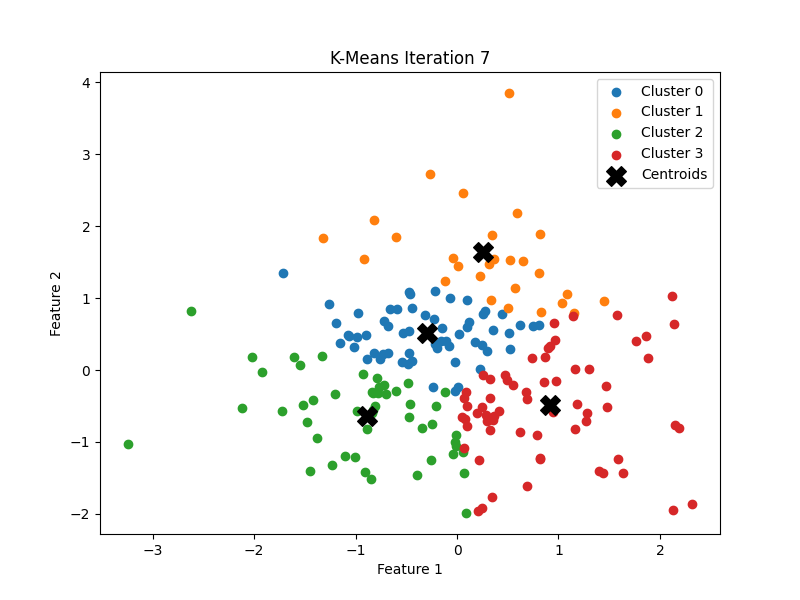 K-Means Iteration 7
Cluster 0
Cluster 1
Cluster 2
Cluster 3
Centroids
4
3
2
1
0
−1
−2
Feature 2
−3
−2
−1
0
1
2
Feature 1